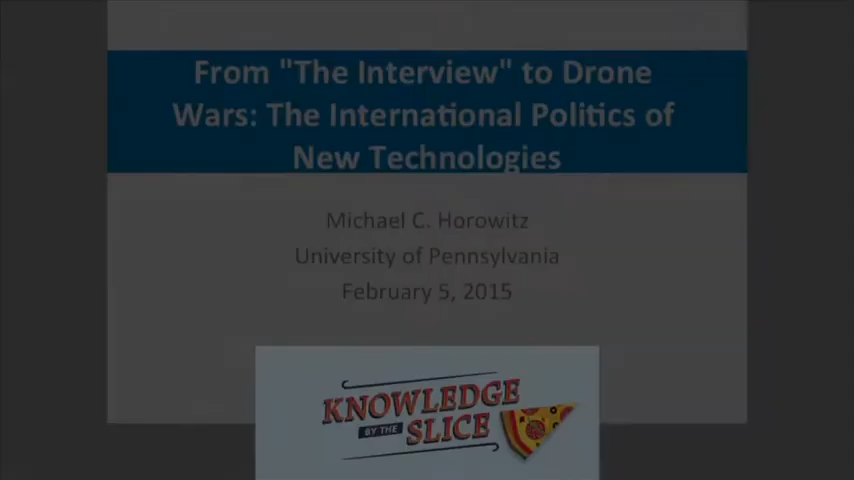 From "The Interview" to Drone
Wars: The International Politics of
New Technologies
Michael C. Horowitz
University of Pennsylvania
February 5, 2015
KNOWLEDGE
BY THE
SLICE